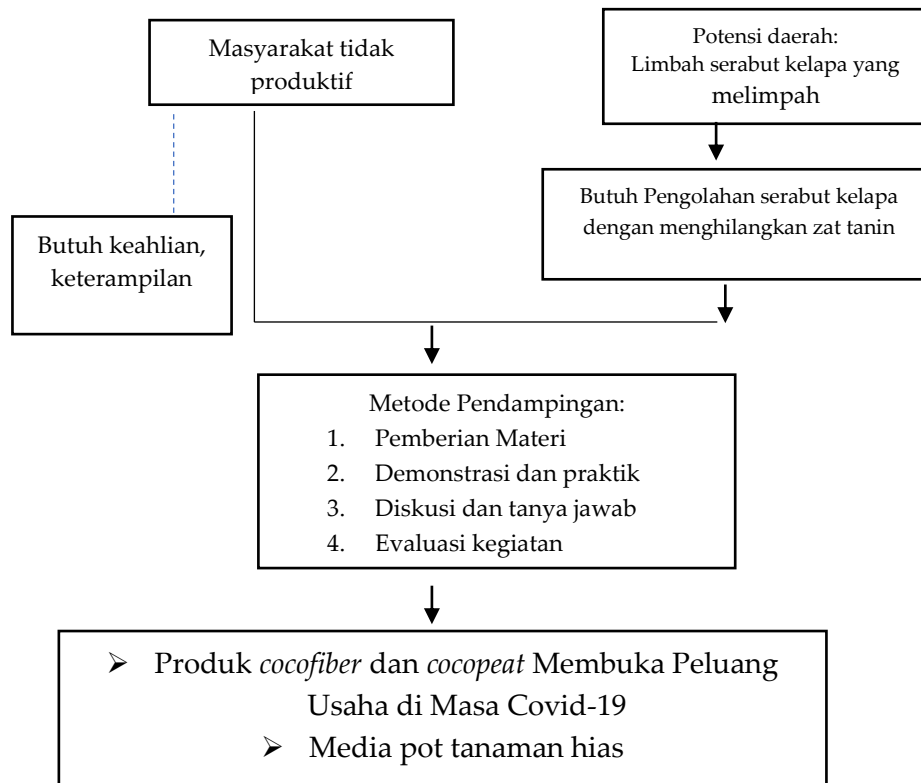 Masyarakat tidak
produktif
Potensi daerah:
Limbah serabut kelapa yang
melimpah
Butuh Pengolahan serabut kelapa
dengan menghilangkan zat tanin
Butuh keahlian,
keterampilan
Metode Pendampingan:
1. Pemberian Materi
2. Demonstrasi dan praktik
3. Diskusi dan tanya jawab
4. Evaluasi kegiatan
➢ Produk cocofiber dan cocopeat Membuka Peluang
Usaha di Masa Covid-19
➢ Media pot tanaman hias